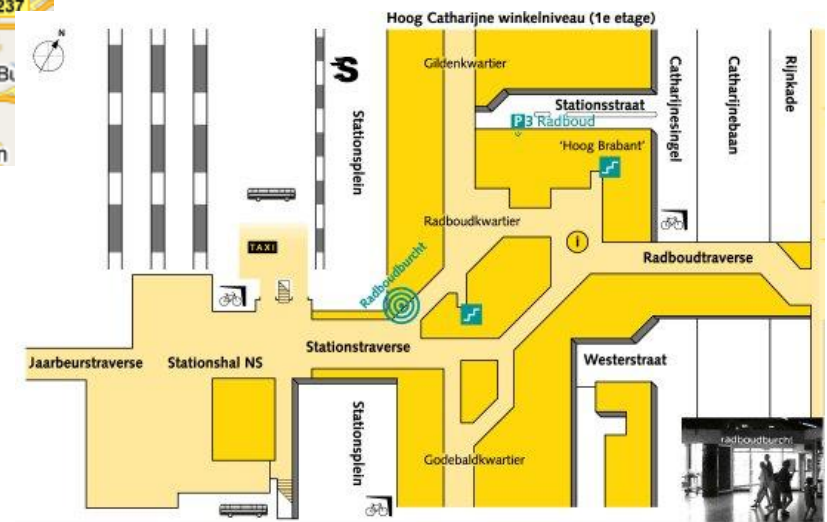 237
Hoog Catharijne winkelniveau (1e etage)
N
Gildenkwartier
Stationsstraat
P3 Radboud
'Hoog Brabant'
Stationsplein
Catharijnesingel
Catharijnebaan
Rijnkade
Radboudkwartier
TAXI
i
Radboudburcht
Radboudtraverse
Jaarbeurstraverse
Stationshal NS
Stationstraverse
Westerstraat
Stationsplein
Godebaldkwartier
radboudburcht